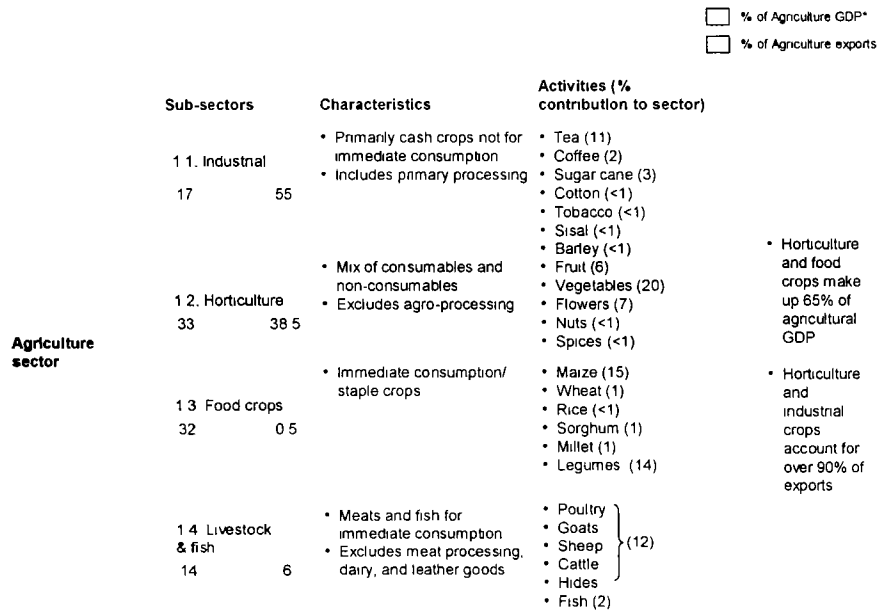 % of Agriculture GDP*
% of Agriculture exports
Sub-sectors
Characteristics
Activities (%
contribution to sector)
Agriculture
sector
1 1. Industrial
17 55
• Primarily cash crops not for
immediate consumption
• Includes primary processing
• Tea (11)
• Coffee (2)
• Sugar cane (3)
• Cotton (<1)
• Tobacco (<1)
• Sisal (<1)
• Barley (<1)
1 2. Horticulture
33 38 5
• Mix of consumables and
non-consumables
• Excludes agro-processing
• Fruit (6)
• Vegetables (20)
• Flowers (7)
• Nuts (<1)
• Spices (<1)
1 3 Food crops
32 0 5
• Immediate consumption/
staple crops
• Maize (15)
• Wheat (1)
• Rice (<1)
• Sorghum (1)
• Millet (1)
• Legumes (14)
1 4 Livestock
& fish
14 6
• Meats and fish for
immediate consumption
• Excludes meat processing,
dairy, and leather goods
• Poultry
• Goats
• Sheep
• Cattle
• Hides
(12)
• Fish (2)
• Horticulture
and food
crops make
up 65% of
agricultural
GDP
• Horticulture
and
industrial
crops
account for
over 90% of
exports